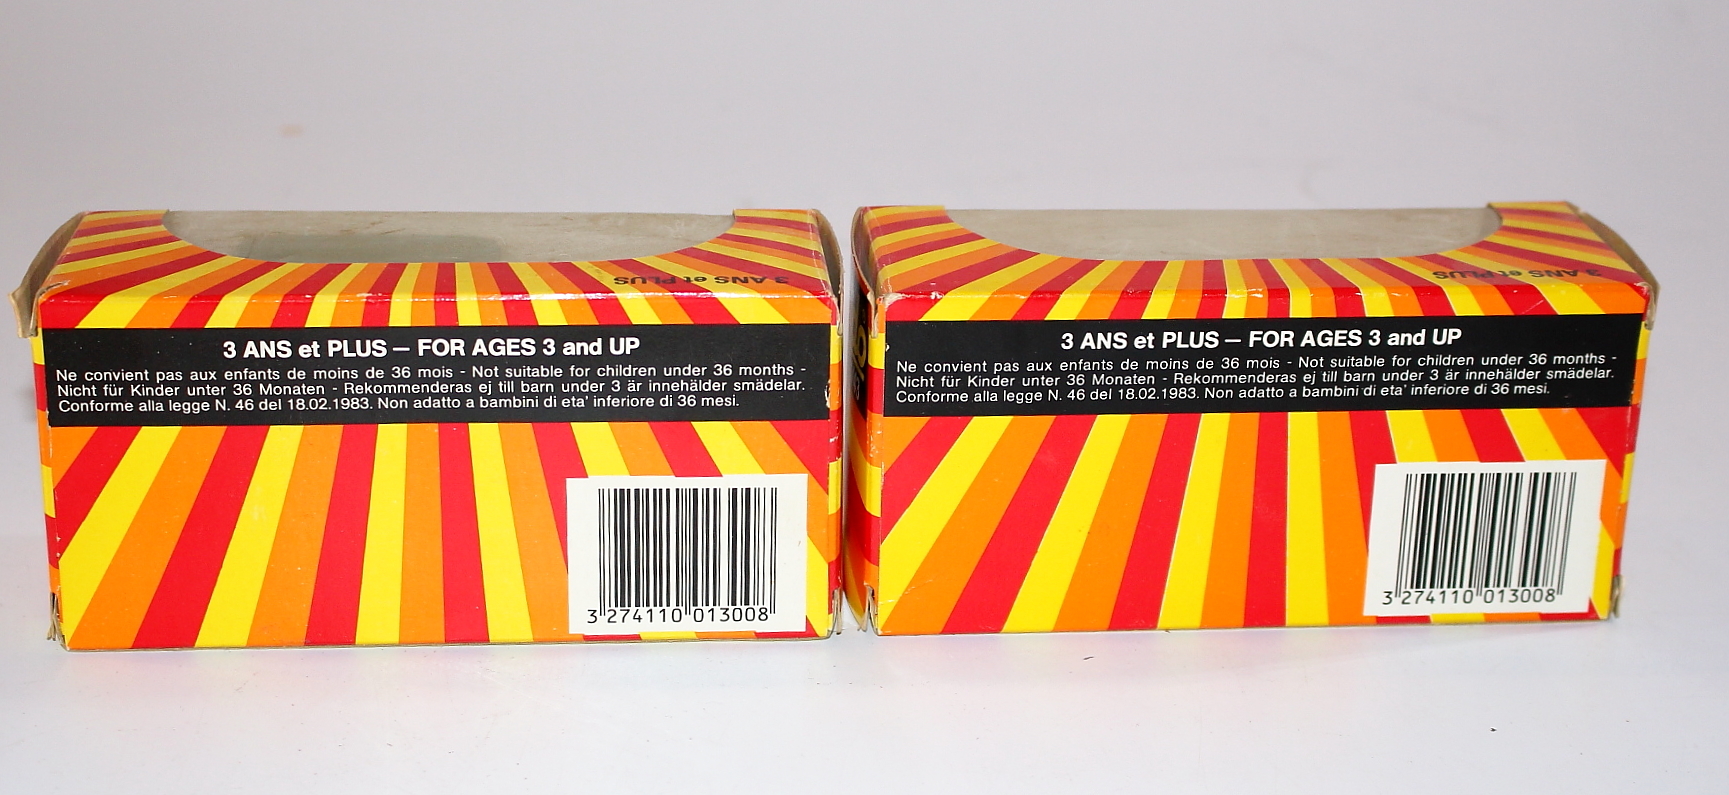 3 ANS et PLUS
3 ANS et PLUS – FOR AGES 3 and UP
Ne convient pas aux enfants de moins de 36 mois - Not suitable for children under 36 months -
Nicht für Kinder unter 36 Monaten - Rekommenderas ej till barn under 3 är innehälder smädelar.
Conforme alla legge N. 46 del 18.02.1983. Non adatto a bambini di eta' inferiore di 36 mesi.
3 274110 013008
3 ANS et PLUS
3 ANS et PLUS – FOR AGES 3 and UP
Ne convient pas aux enfants de moins de 36 mois - Not suitable for children under 36 months -
Nicht für Kinder unter 36 Monaten - Rekommenderas ej till barn under 3 är innehälder smädelar.
Conforme alla legge N. 46 del 18.02.1983. Non adatto a bambini di eta' inferiore di 36 mesi.
3 274110 013008